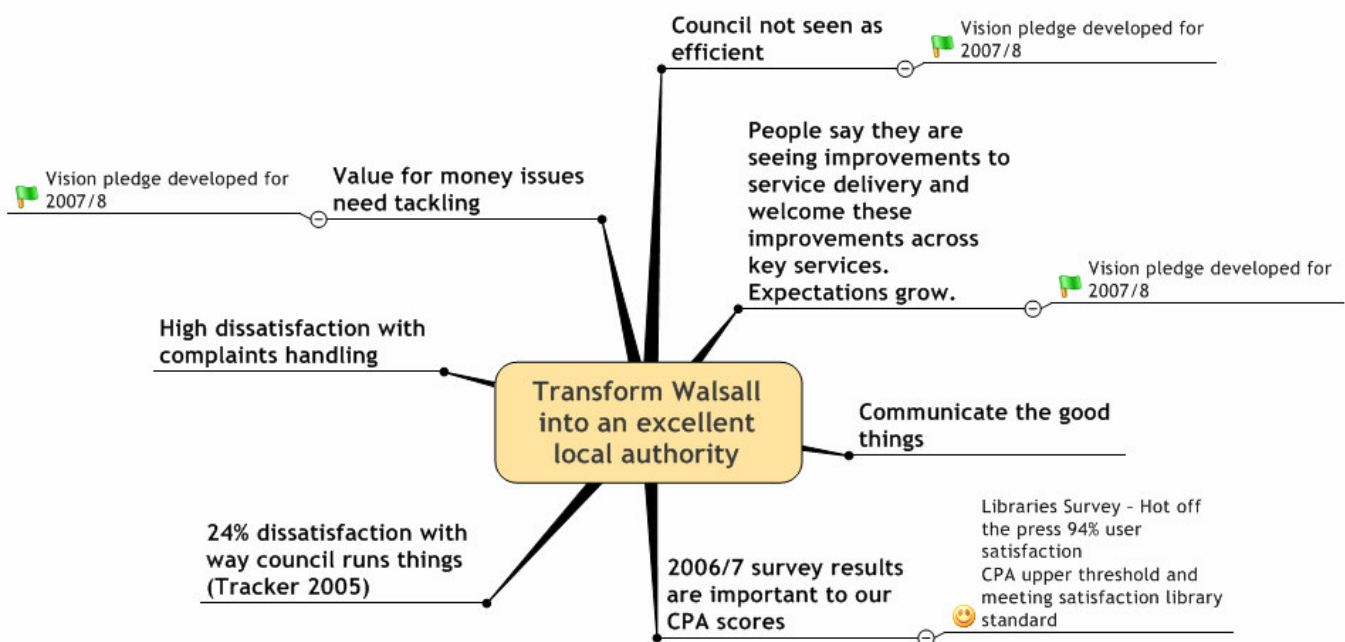 Council not seen as
efficient
Vision pledge developed for
2007/8
People say they are
seeing improvements to
service delivery and
welcome these
improvements across
key services.
Expectations grow.
Vision pledge developed for
2007/8
Value for money issues
need tackling
Vision pledge developed for
2007/8
High dissatisfaction with
complaints handling
Transform Walsall
into an excellent
local authority
Communicate the good
things
24% dissatisfaction with
way council runs things
(Tracker 2005)
2006/7 survey results
are important to our
CPA scores
Libraries Survey - Hot off
the press 94% user
satisfaction
CPA upper threshold and
meeting satisfaction library
standard